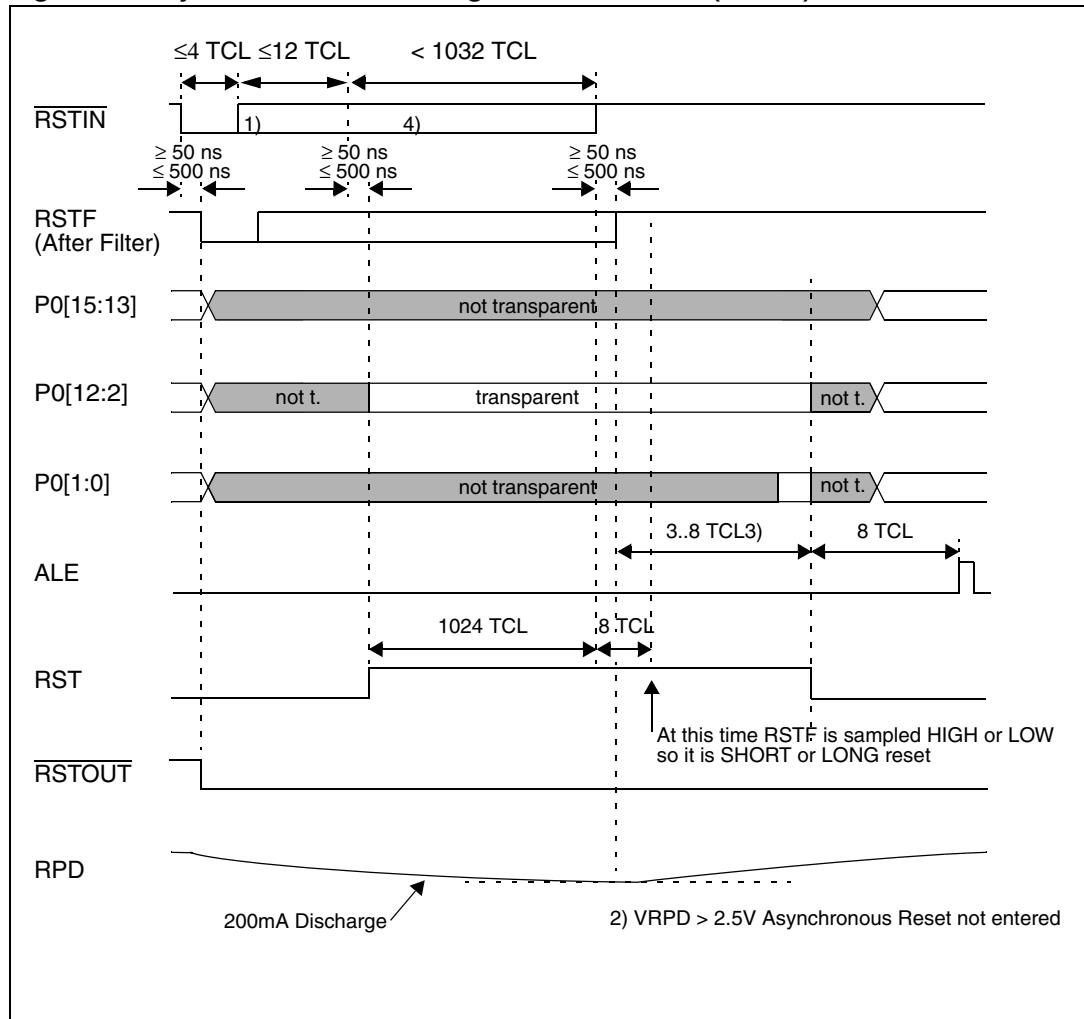 ≤4 TCL ≤12 TCL < 1032 TCL
RSTIN
1) 4)
≥ 50 ns ≥ 50 ns ≥ 50 ns
≤ 500 ns ≤ 500 ns ≤ 500 ns
RSTF
(After Filter)
P0[15:13] not transparent
P0[12:2] not t. transparent not t.
P0[1:0] not transparent not t.
3..8 TCL3) 8 TCL
ALE
1024 TCL 8 TCL
RST
At this time RSTF is sampled HIGH or LOW
so it is SHORT or LONG reset
RSTOUT
RPD
200mA Discharge
2) VRPD > 2.5V Asynchronous Reset not entered